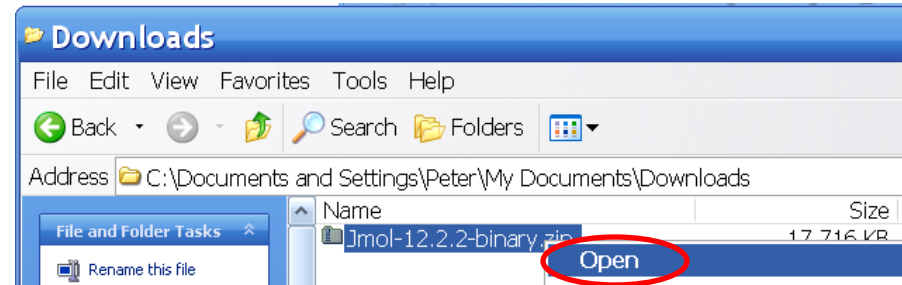 Downloads
File Edit View Favorites Tools Help
Back Search Folders
Address C:\Documents and Settings\Peter\My Documents\Downloads
Name Size
File and Folder Tasks
Jmol-12.2.2-binary.zip 17 716 KB
Open
Rename this file